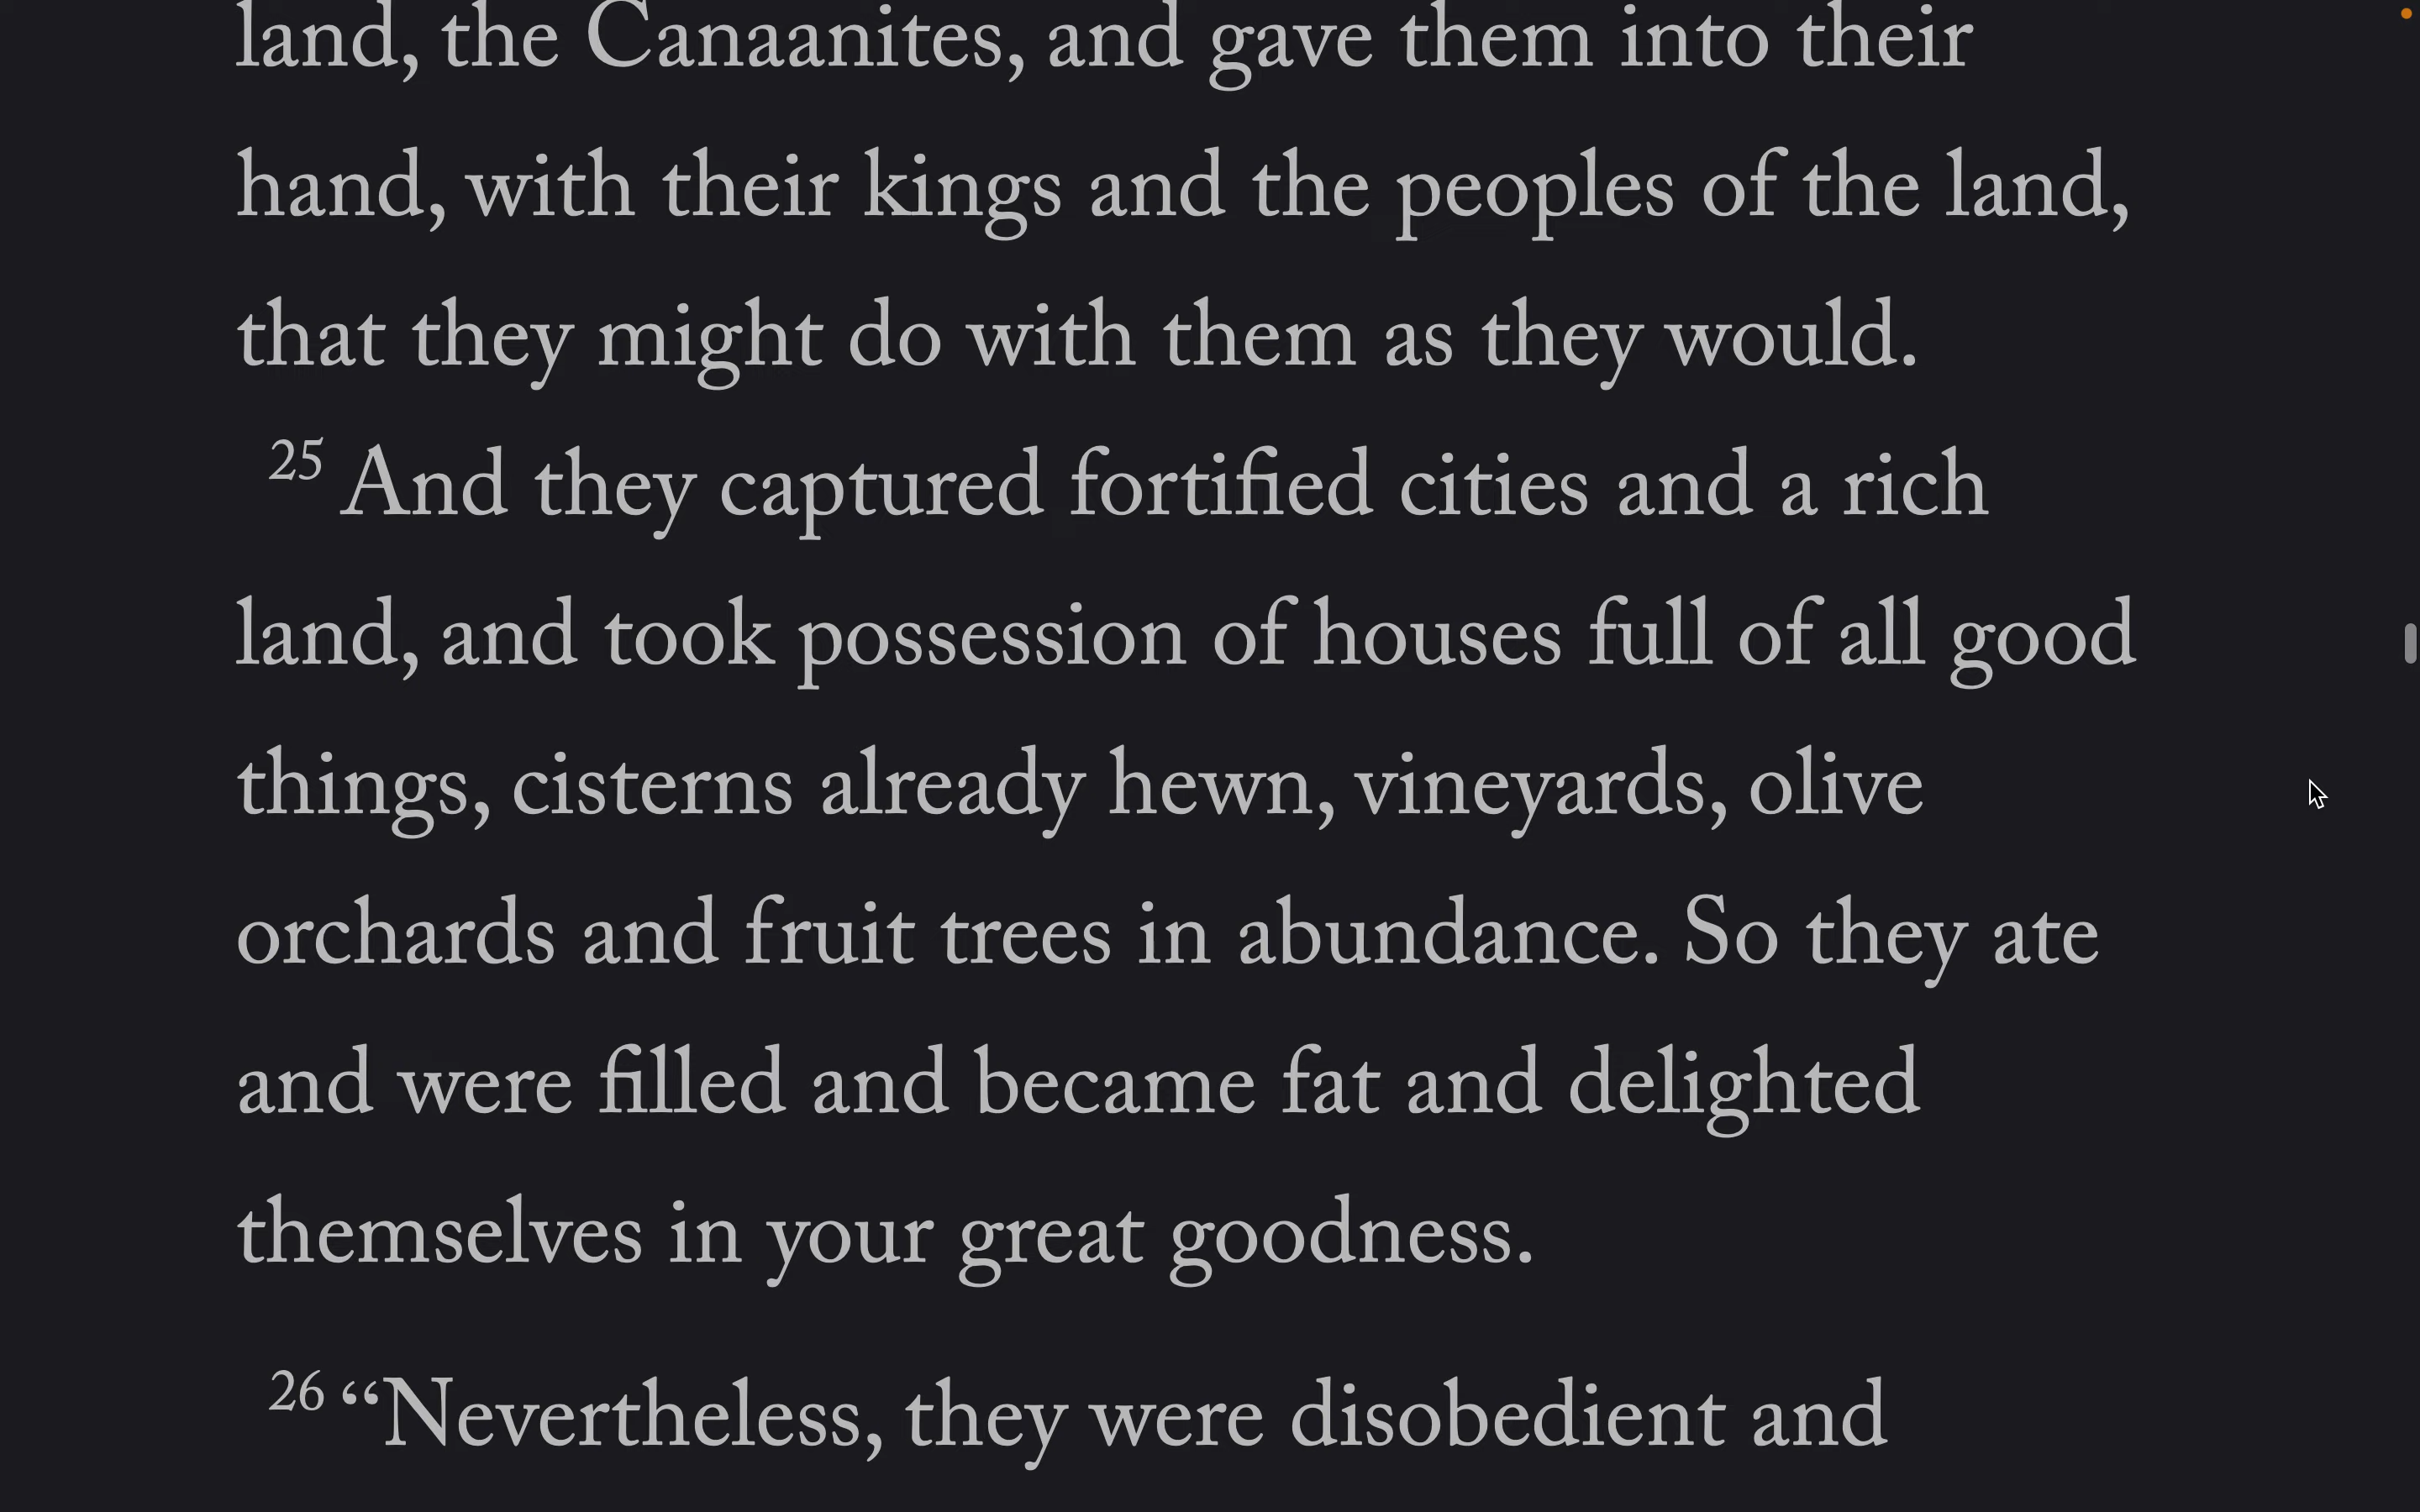 land, the Canaanites, and gave them into their
hand, with their kings and the peoples of the land,
that they might do with them as they would.
25 And they captured fortified cities and a rich
land, and took possession of houses full of all good
things, cisterns already hewn, vineyards, olive
orchards and fruit trees in abundance. So they ate
and were filled and became fat and delighted
themselves in your great goodness.
26 “Nevertheless, they were disobedient and